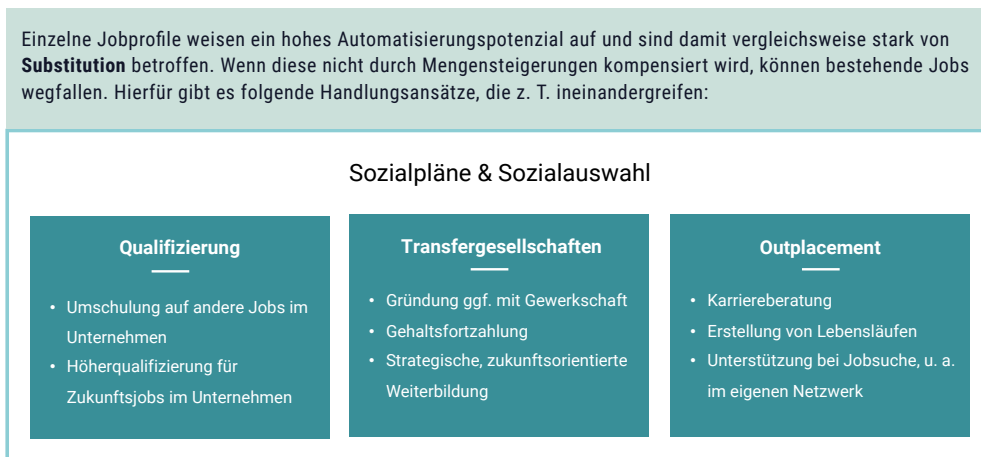 Einzelne Jobprofile weisen ein hohes Automatisierungspotenzial auf und sind damit vergleichsweise stark von
Substitution betroffen. Wenn diese nicht durch Mengensteigerungen kompensiert wird, können bestehende Jobs
wegfallen. Hierfür gibt es folgende Handlungsansätze, die z. T. ineinandergreifen:
Sozialpläne & Sozialauswahl
Qualifizierung
• Umschulung auf andere Jobs im
Unternehmen
• Höherqualifizierung für
Zukunftsjobs im Unternehmen
Transfergesellschaften
• Gründung ggf. mit Gewerkschaft
• Gehaltsfortzahlung
• Strategische, zukunftsorientierte
Weiterbildung
Outplacement
• Karriereberatung
• Erstellung von Lebensläufen
• Unterstützung bei Jobsuche, u. a.
im eigenen Netzwerk